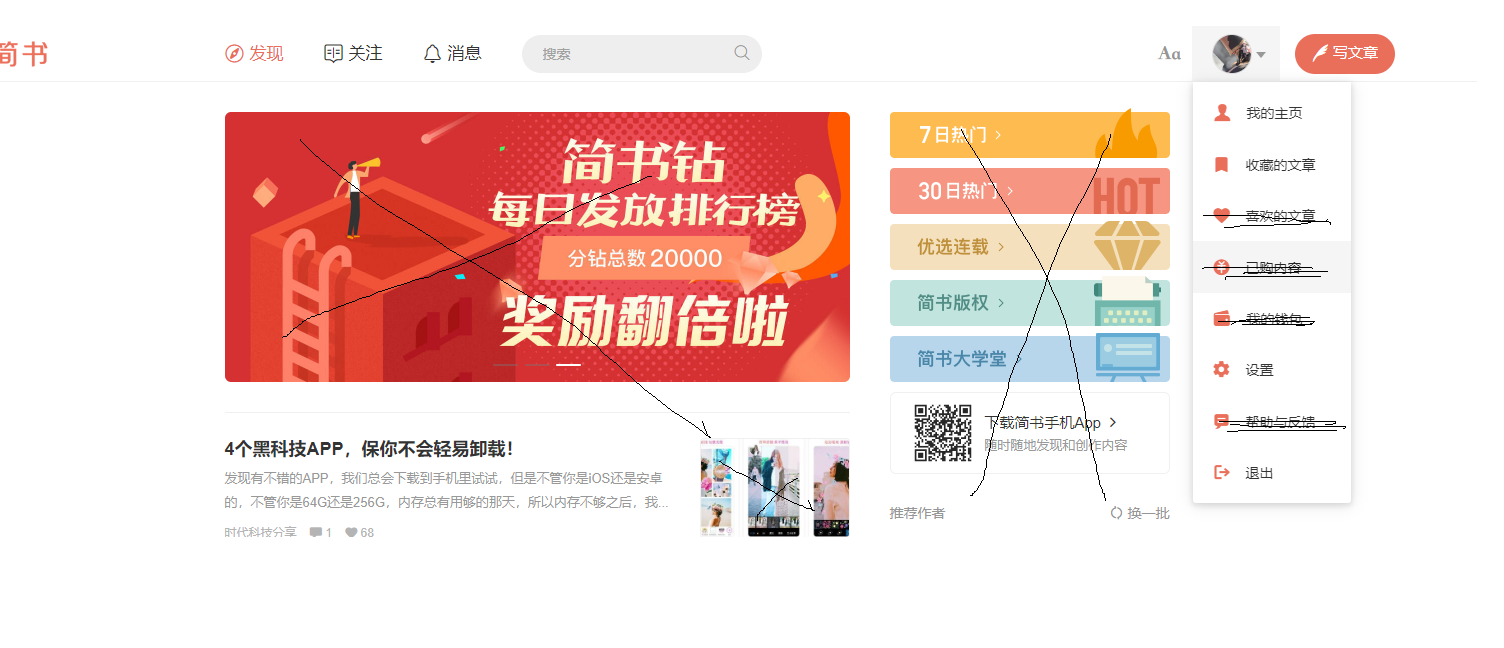 简书
发现
关注
消息
搜索
Aa
写文章
简书钻
每日发放排行榜
分钻总数20000
奖励翻倍啦
7日热门 >
30日热门 >
HOT
优选连载 >
简书版权 >
简书大学堂 >
下载简书手机App >
随时随地发现和创作内容
我的主页
收藏的文章
喜欢的文章
已购内容
我的钱包
设置
帮助与反馈
退出
4个黑科技APP，保你不会轻易卸载！
发现有不错的APP，我们总会下载到手机里试试，但是不管你是iOS还是安卓
的，不管你是64G还是256G，内存总有用够的那天，所以内存不够之后，我...
时代科技分享 1 68
推荐作者
换一批